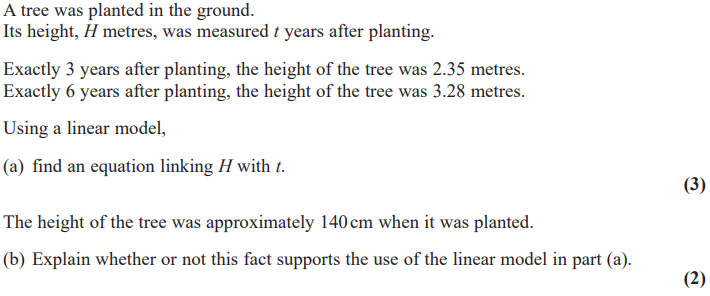 A tree was planted in the ground.
Its height, H metres, was measured t years after planting.
Exactly 3 years after planting, the height of the tree was 2.35 metres.
Exactly 6 years after planting, the height of the tree was 3.28 metres.
Using a linear model,
(a) find an equation linking H with t.
(3)
The height of the tree was approximately 140 cm when it was planted.
(b) Explain whether or not this fact supports the use of the linear model in part (a).
(2)